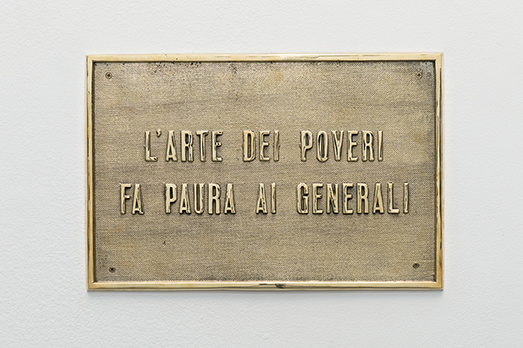 L'ARTE DEI POVERI
FA PAURA AI GENERALI